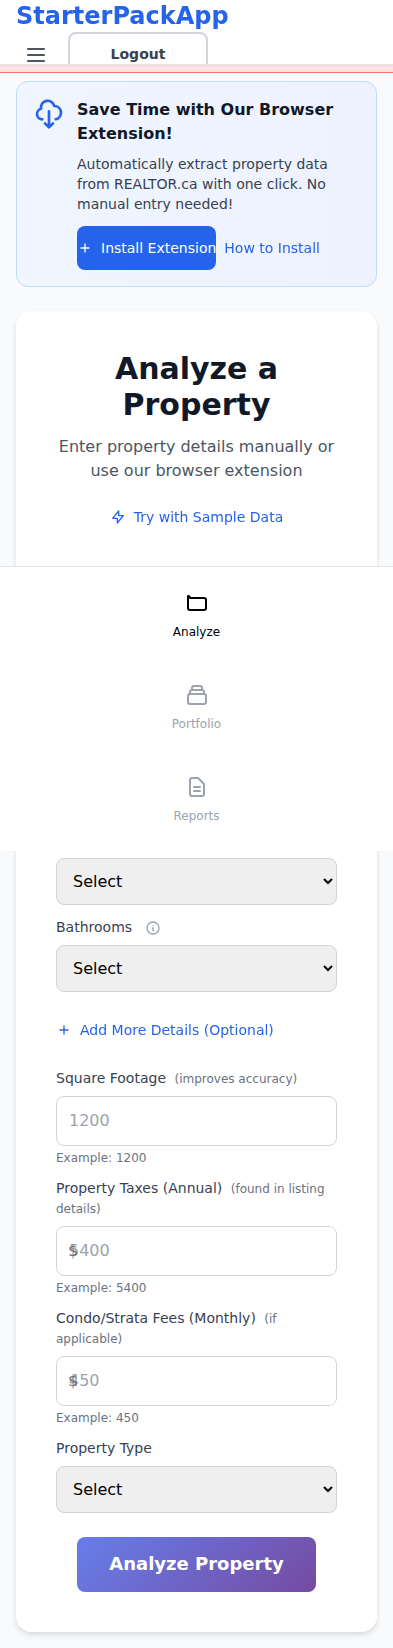 StarterPackApp
Logout
Save Time with Our Browser
Extension!
Automatically extract property data
from REALTOR.ca with one click. No
manual entry needed!
+ Install Extension How to Install
Analyze a
Property
Enter property details manually or
use our browser extension
Try with Sample Data
Analyze
Portfolio
Reports
Select
Bathrooms
Select
+ Add More Details (Optional)
Square Footage (improves accuracy)
1200
Example: 1200
Property Taxes (Annual) (found in listing
details)
$5400
Example: 5400
Condo/Strata Fees (Monthly) (if
applicable)
$450
Example: 450
Property Type
Select
Analyze Property